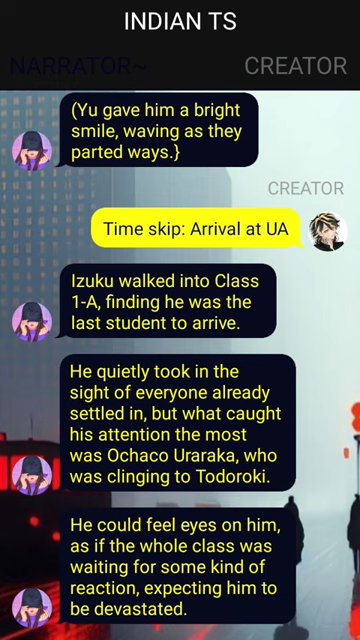 INDIAN TS
NARRATOR~ CREATOR
(Yu gave him a bright
smile, waving as they
parted ways.}
CREATOR
Time skip: Arrival at UA
Izuku walked into Class
1-A, finding he was the
last student to arrive.
He quietly took in the
sight of everyone already
settled in, but what caught
his attention the most
was Ochaco Uraraka, who
was clinging to Todoroki.
He could feel eyes on him,
as if the whole class was
waiting for some kind of
reaction, expecting him to
be devastated.